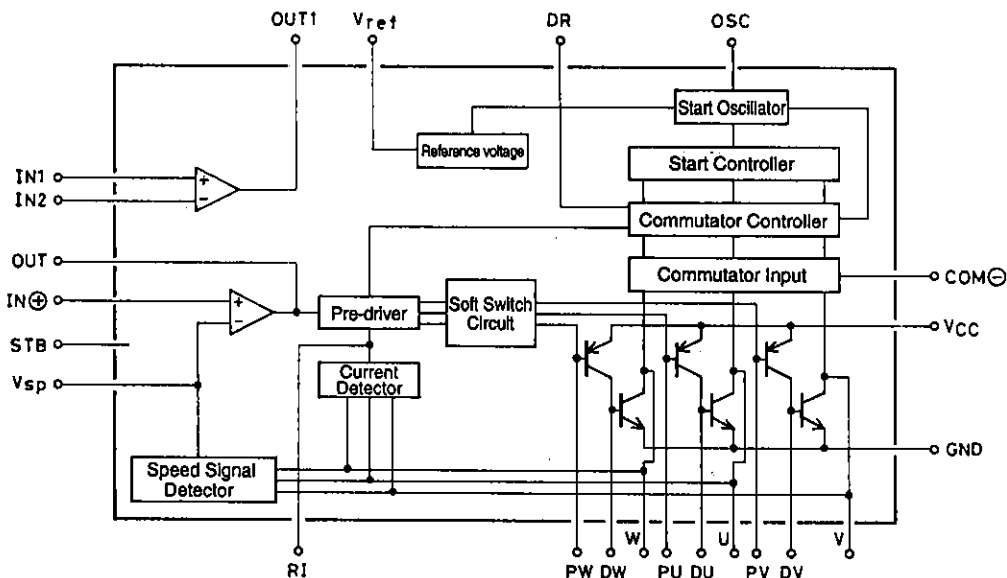 OUT1
Vref
DR
OSC
Start Oscillator
Reference voltage
Start Controller
IN1
IN2
+
−
Commutator Controller
OUT
Commutator Input
COM⊖
IN⊕
+
−
Pre-driver
Soft Switch
Circuit
VCC
STB
Vsp
Current
Detector
GND
Speed Signal
Detector
RI
PW
DW
W
PU
DU
U
PV
DV
V